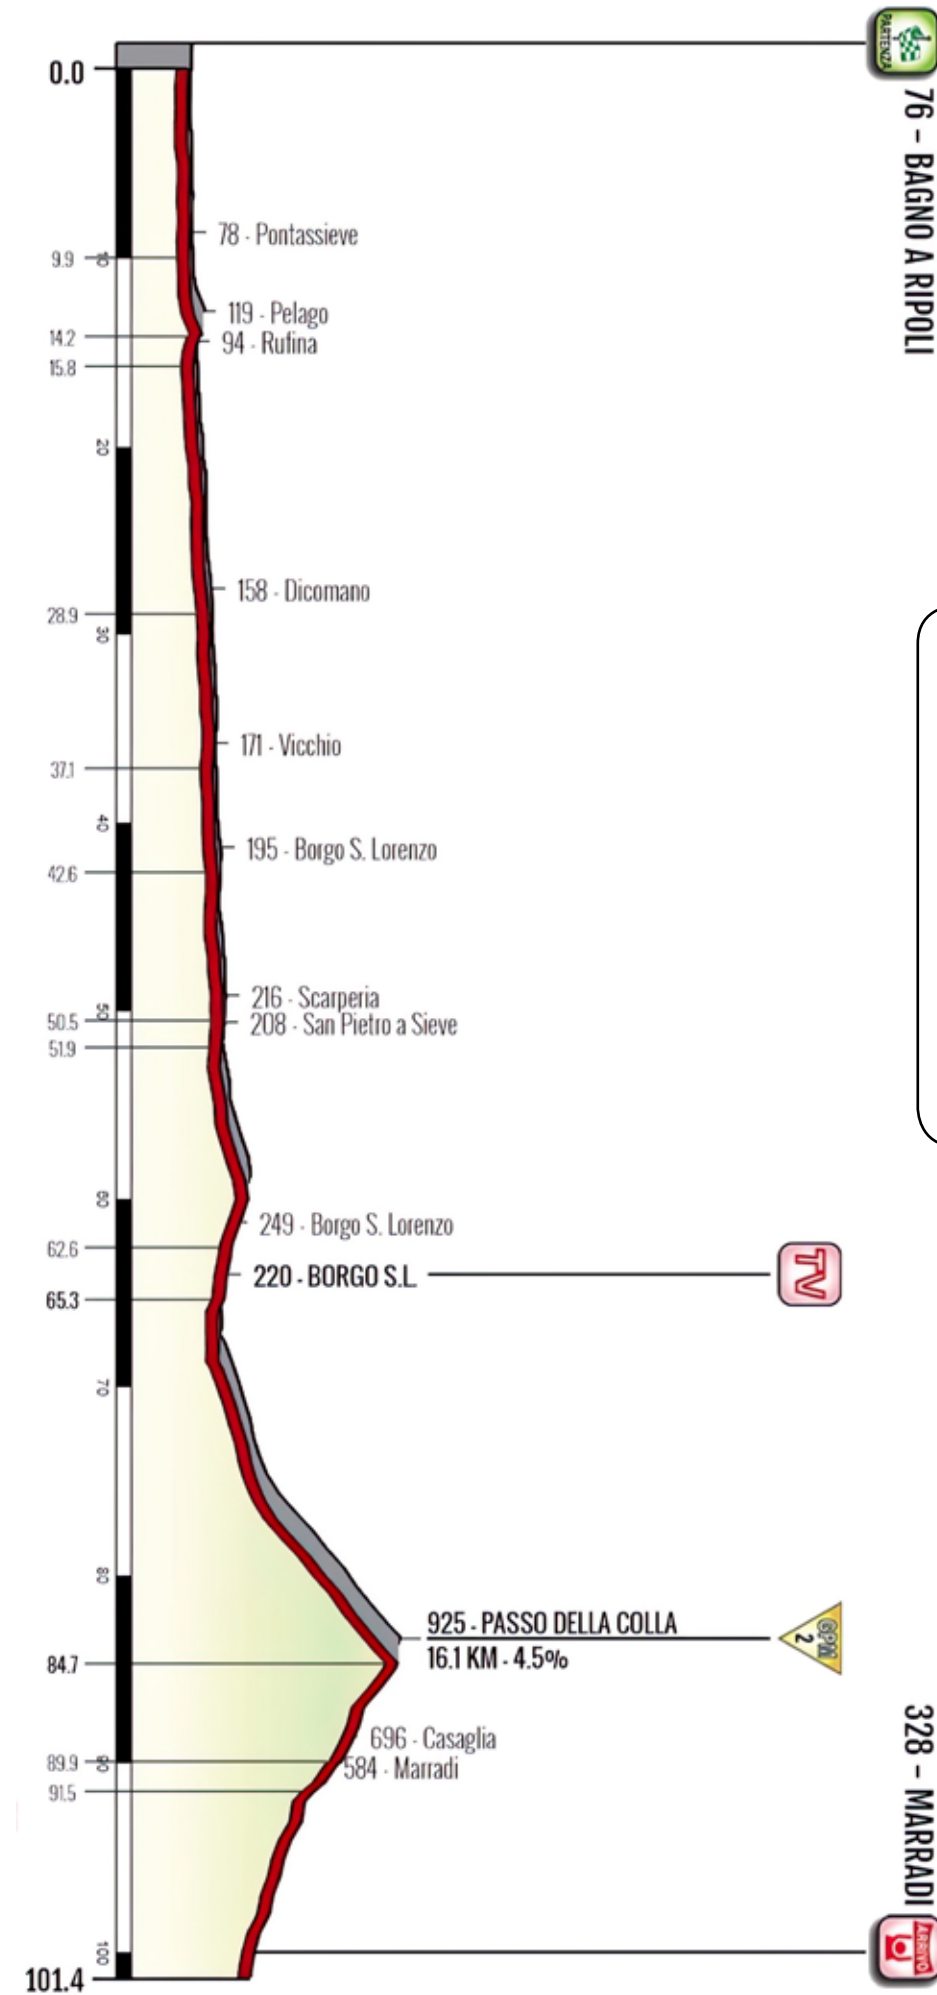 PARTENZA
76 - BAGNO A RIPOLI
0.0
78 - Pontassieve
9.9
10
119 - Pelago
14.2
94 - Rufina
15.8
20
158 - Dicomano
28.9
30
171 - Vicchio
37.1
40
195 - Borgo S. Lorenzo
42.6
216 - Scarperia
50
50.5
208 - San Pietro a Sieve
51.9
60
249 - Borgo S. Lorenzo
62.6
220 - BORGO S.L.
TV
65.3
70
80
925 - PASSO DELLA COLLA
16.1 KM - 4.5%
GPM
2
84.7
696 - Casaglia
89.9
90
584 - Marradi
91.5
328 - MARRADI
ARRIVO
100
101.4